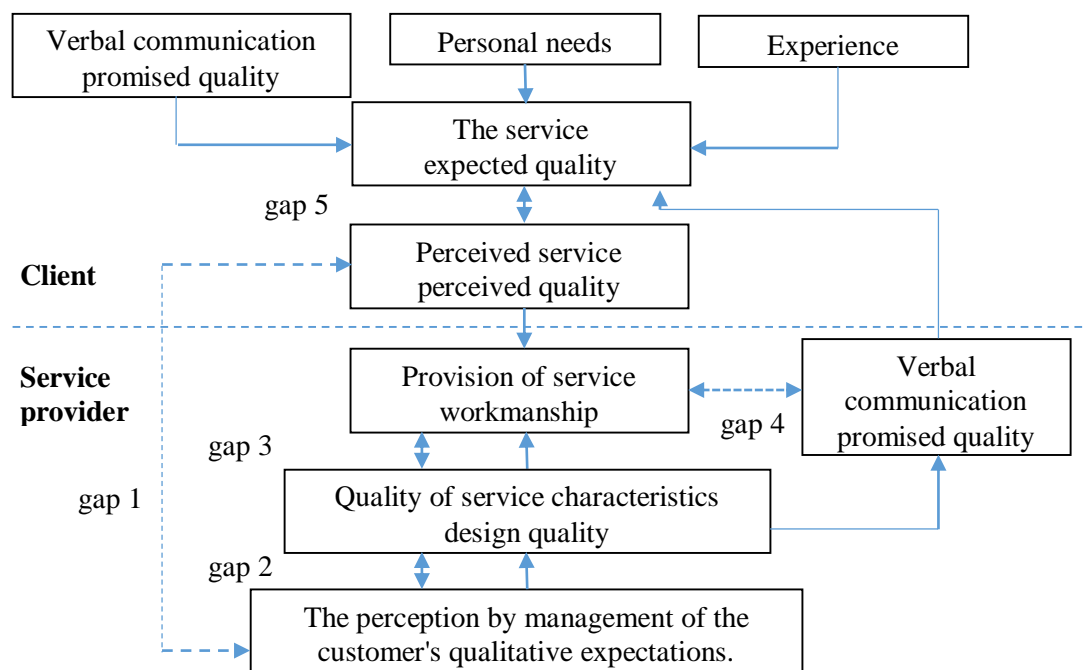 Verbal communication
promised quality
Personal needs
Experience
The service
expected quality
gap 5
Perceived service
perceived quality
Client
Service
provider
Provision of service
workmanship
Verbal
communication
promised quality
gap 4
gap 3
gap 1
Quality of service characteristics
design quality
gap 2
The perception by management of the
customer's qualitative expectations.